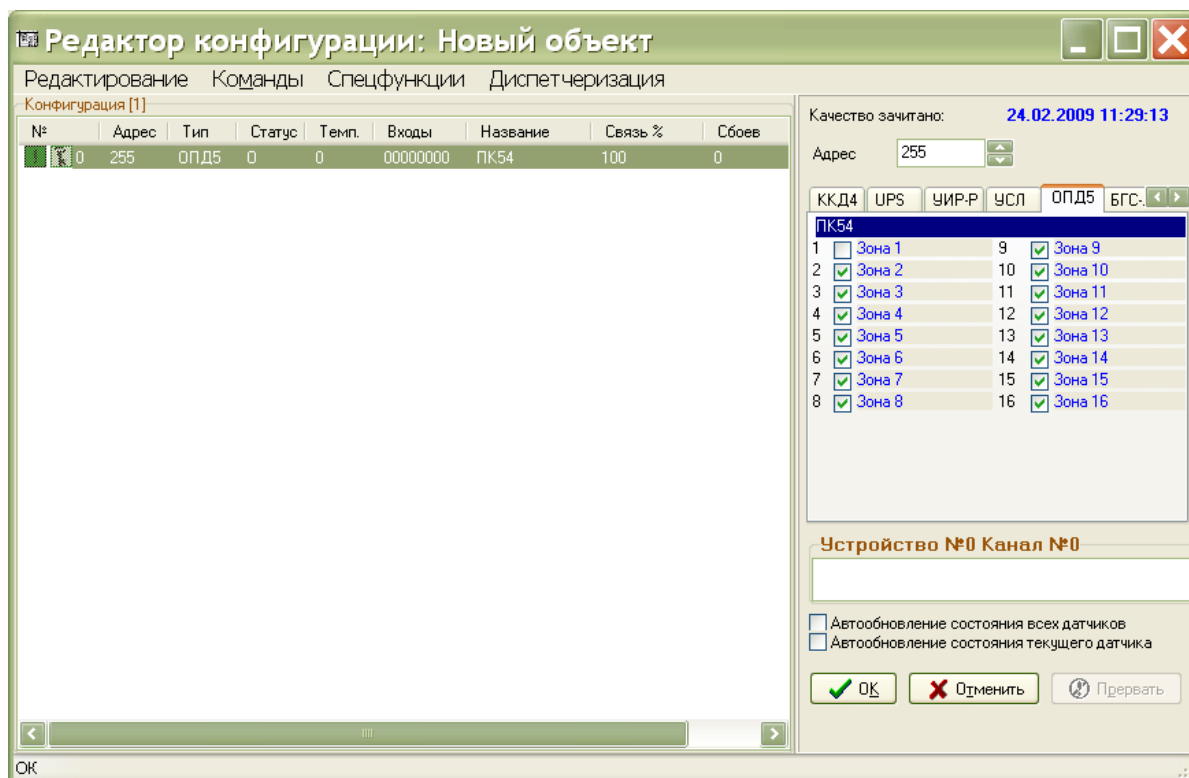 Редактор конфигурации: Новый объект
Редактирование Команды Спецфункции Диспетчеризация
Конфигурация [1]
№ Адрес Тип Статус Темп. Входы Название Связь % Сбоев
0 255 ОПД5 0 0 00000000 ПК54 100 0
Качество зачитано: 24.02.2009 11:29:13
Адрес 255
ККД4 UPS УИР-Р УСЛ ОПД5 БГС-.
ПК54
1 Зона 1 9 Зона 9
2 Зона 2 10 Зона 10
3 Зона 3 11 Зона 11
4 Зона 4 12 Зона 12
5 Зона 5 13 Зона 13
6 Зона 6 14 Зона 14
7 Зона 7 15 Зона 15
8 Зона 8 16 Зона 16
Устройство №0 Канал №0
Автообновление состояния всех датчиков
Автообновление состояния текущего датчика
OK Отменить Прервать
OK